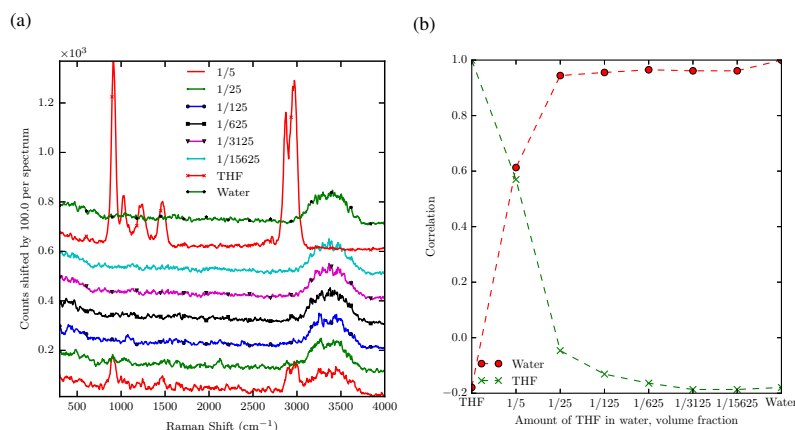 (a)
(b)
×10³
1/5
1/25
1/125
1/625
1/3125
1/15625
THF
Water
Counts shifted by 100.0 per spectrum
1.2
1.0
0.8
0.6
0.4
0.2
500 1000 1500 2000 2500 3000 3500 4000
Raman Shift (cm⁻¹)
Correlation
1.0
0.8
0.6
0.4
0.2
0.0
−0.2
Water
THF
THF 1/5 1/25 1/125 1/625 1/3125 1/15625 Water
Amount of THF in water, volume fraction